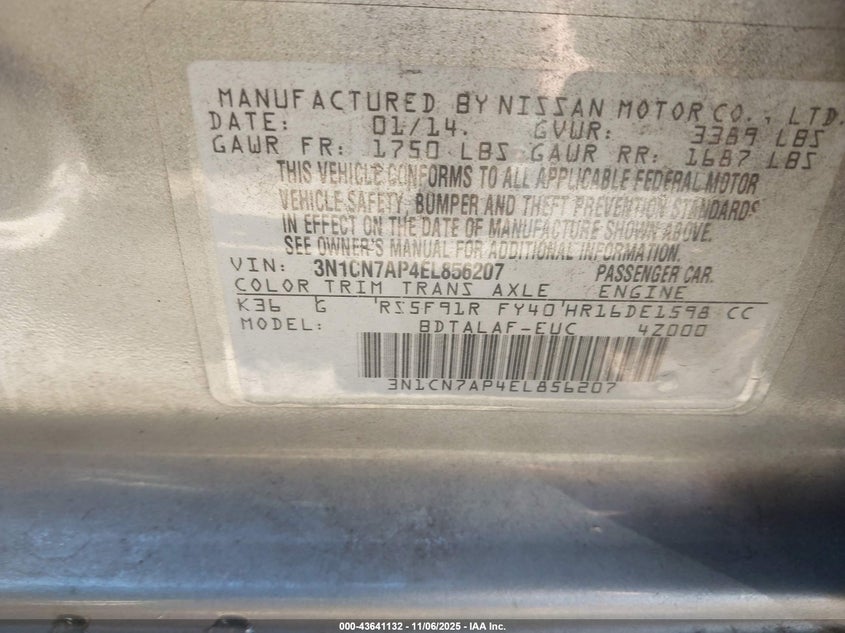 MANUFACTURED BY NISSAN MOTOR CO., LTD.
DATE: 01/14. GVWR: 3389 LBS
GAWR FR: 1750 LBS GAWR RR: 1687 LBS
THIS VEHICLE CONFORMS TO ALL APPLICABLE FEDERAL MOTOR
VEHICLE SAFETY, BUMPER AND THEFT PREVENTION STANDARDS
IN EFFECT ON THE DATE OF MANUFACTURE SHOWN ABOVE.
SEE OWNER'S MANUAL FOR ADDITIONAL INFORMATION.
VIN: 3N1CN7AP4EL856207 PASSENGER CAR.
COLOR TRIM TRANS AXLE ENGINE
K36 G 'RS5F91R FY40'HR16DE1598 CC
MODEL: BDTALAF-EUC 4Z000
3N1CN7AP4EL856207
000-43641132 - 11/06/2025 - IAA Inc.